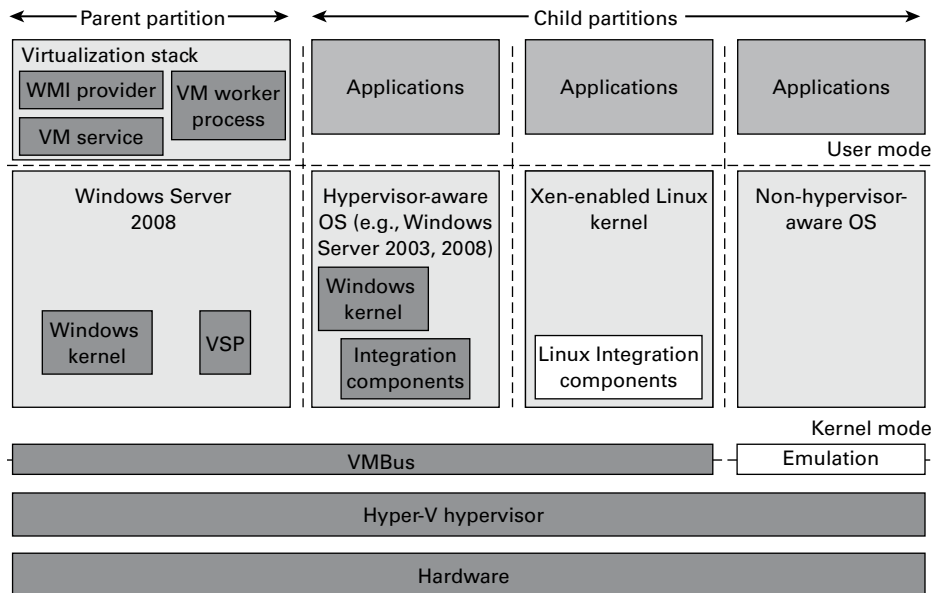 Parent partition
Child partitions
Virtualization stack
WMI provider
VM service
VM worker
process
Applications
Applications
Applications
User mode
Windows Server
2008
Windows
kernel
VSP
Hypervisor-aware
OS (e.g., Windows
Server 2003, 2008)
Windows
kernel
Integration
components
Xen-enabled Linux
kernel
Linux Integration
components
Non-hypervisor-
aware OS
Kernel mode
VMBus
Emulation
Hyper-V hypervisor
Hardware